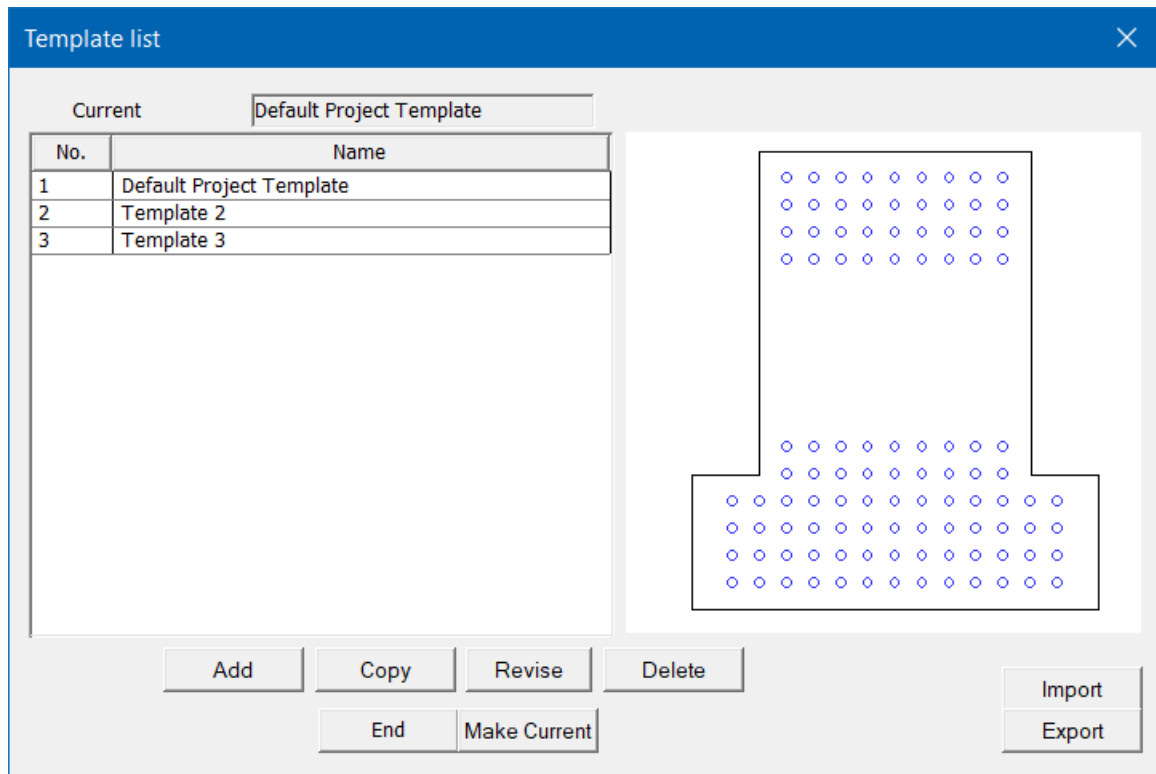 Template list
Current Default Project Template
No. Name
1 Default Project Template
2 Template 2
3 Template 3
Add Copy Revise Delete
Import
End Make Current Export